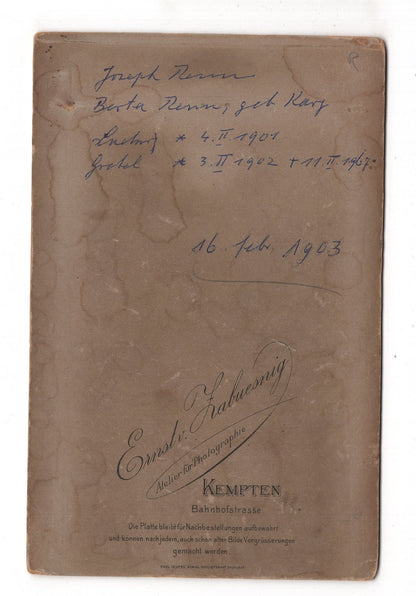 Joseph Renn
Berta Renn, geb Karg
Ludwig * 4. II 1901
Gretel * 3. II 1902 + 11. II. 1967.
16 febr. 1903
Ernst v. Zabuesnig
Atelier für Photographie
KEMPTEN
Bahnhofstrasse
Die Platte bleibt für Nachbestellungen aufbewahrt
und können nach jedem, auch schon alten Bilde Vergrösserungen
gemacht werden.